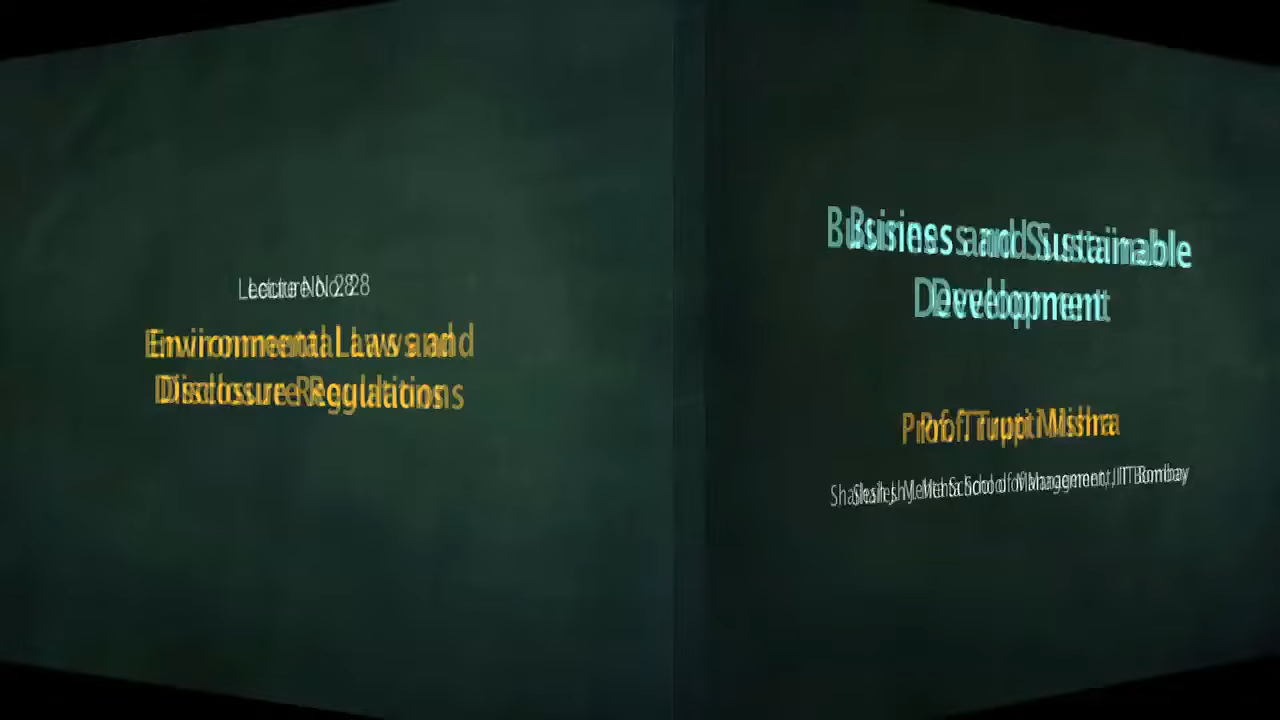 Lecture No. 28
Environmental Laws and
Disclosure Regulations
Business and Sustainable
Development
Prof. Trupti Mishra
Shailesh J. Mehta School of Management, IIT Bombay